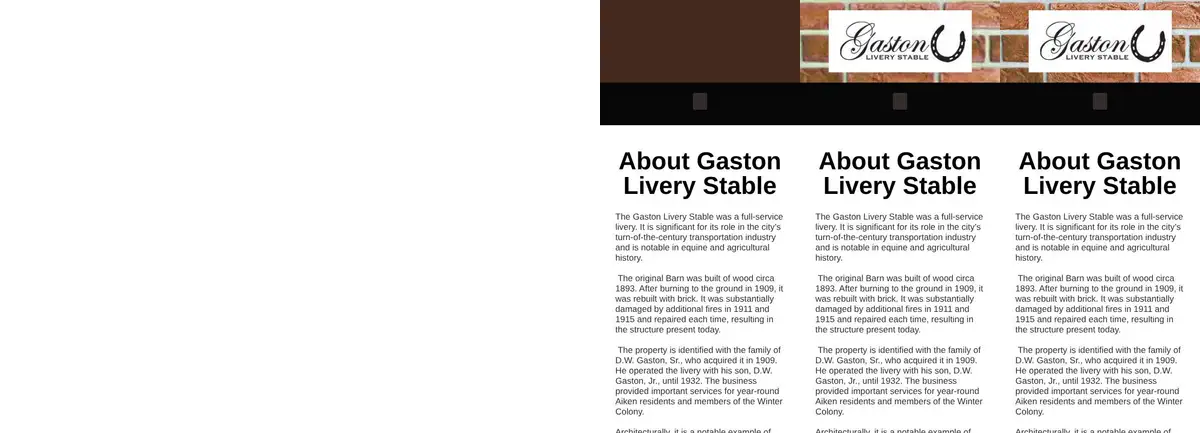 Gaston
LIVERY STABLE
Gaston
LIVERY STABLE
About Gaston
Livery Stable
The Gaston Livery Stable was a full-service
livery. It is significant for its role in the city's
turn-of-the-century transportation industry
and is notable in equine and agricultural
history.
The original Barn was built of wood circa
1893. After burning to the ground in 1909, it
was rebuilt with brick. It was substantially
damaged by additional fires in 1911 and
1915 and repaired each time, resulting in
the structure present today.
The property is identified with the family of
D.W. Gaston, Sr., who acquired it in 1909.
He operated the livery with his son, D.W.
Gaston, Jr., until 1932. The business
provided important services for year-round
Aiken residents and members of the Winter
Colony.
Architecturally, it is a notable example of
About Gaston
Livery Stable
The Gaston Livery Stable was a full-service
livery. It is significant for its role in the city's
turn-of-the-century transportation industry
and is notable in equine and agricultural
history.
The original Barn was built of wood circa
1893. After burning to the ground in 1909, it
was rebuilt with brick. It was substantially
damaged by additional fires in 1911 and
1915 and repaired each time, resulting in
the structure present today.
The property is identified with the family of
D.W. Gaston, Sr., who acquired it in 1909.
He operated the livery with his son, D.W.
Gaston, Jr., until 1932. The business
provided important services for year-round
Aiken residents and members of the Winter
Colony.
Architecturally, it is a notable example of
About Gaston
Livery Stable
The Gaston Livery Stable was a full-service
livery. It is significant for its role in the city's
turn-of-the-century transportation industry
and is notable in equine and agricultural
history.
The original Barn was built of wood circa
1893. After burning to the ground in 1909, it
was rebuilt with brick. It was substantially
damaged by additional fires in 1911 and
1915 and repaired each time, resulting in
the structure present today.
The property is identified with the family of
D.W. Gaston, Sr., who acquired it in 1909.
He operated the livery with his son, D.W.
Gaston, Jr., until 1932. The business
provided important services for year-round
Aiken residents and members of the Winter
Colony.
Architecturally, it is a notable example of